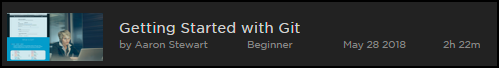 Getting Started with Git
by Aaron Stewart Beginner May 28 2018 2h 22m